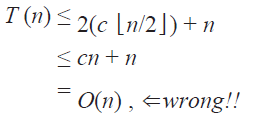 T (n) ≤ 2(c ⌊n/2⌋) + n
≤ cn + n
= O(n) , ⇐wrong!!